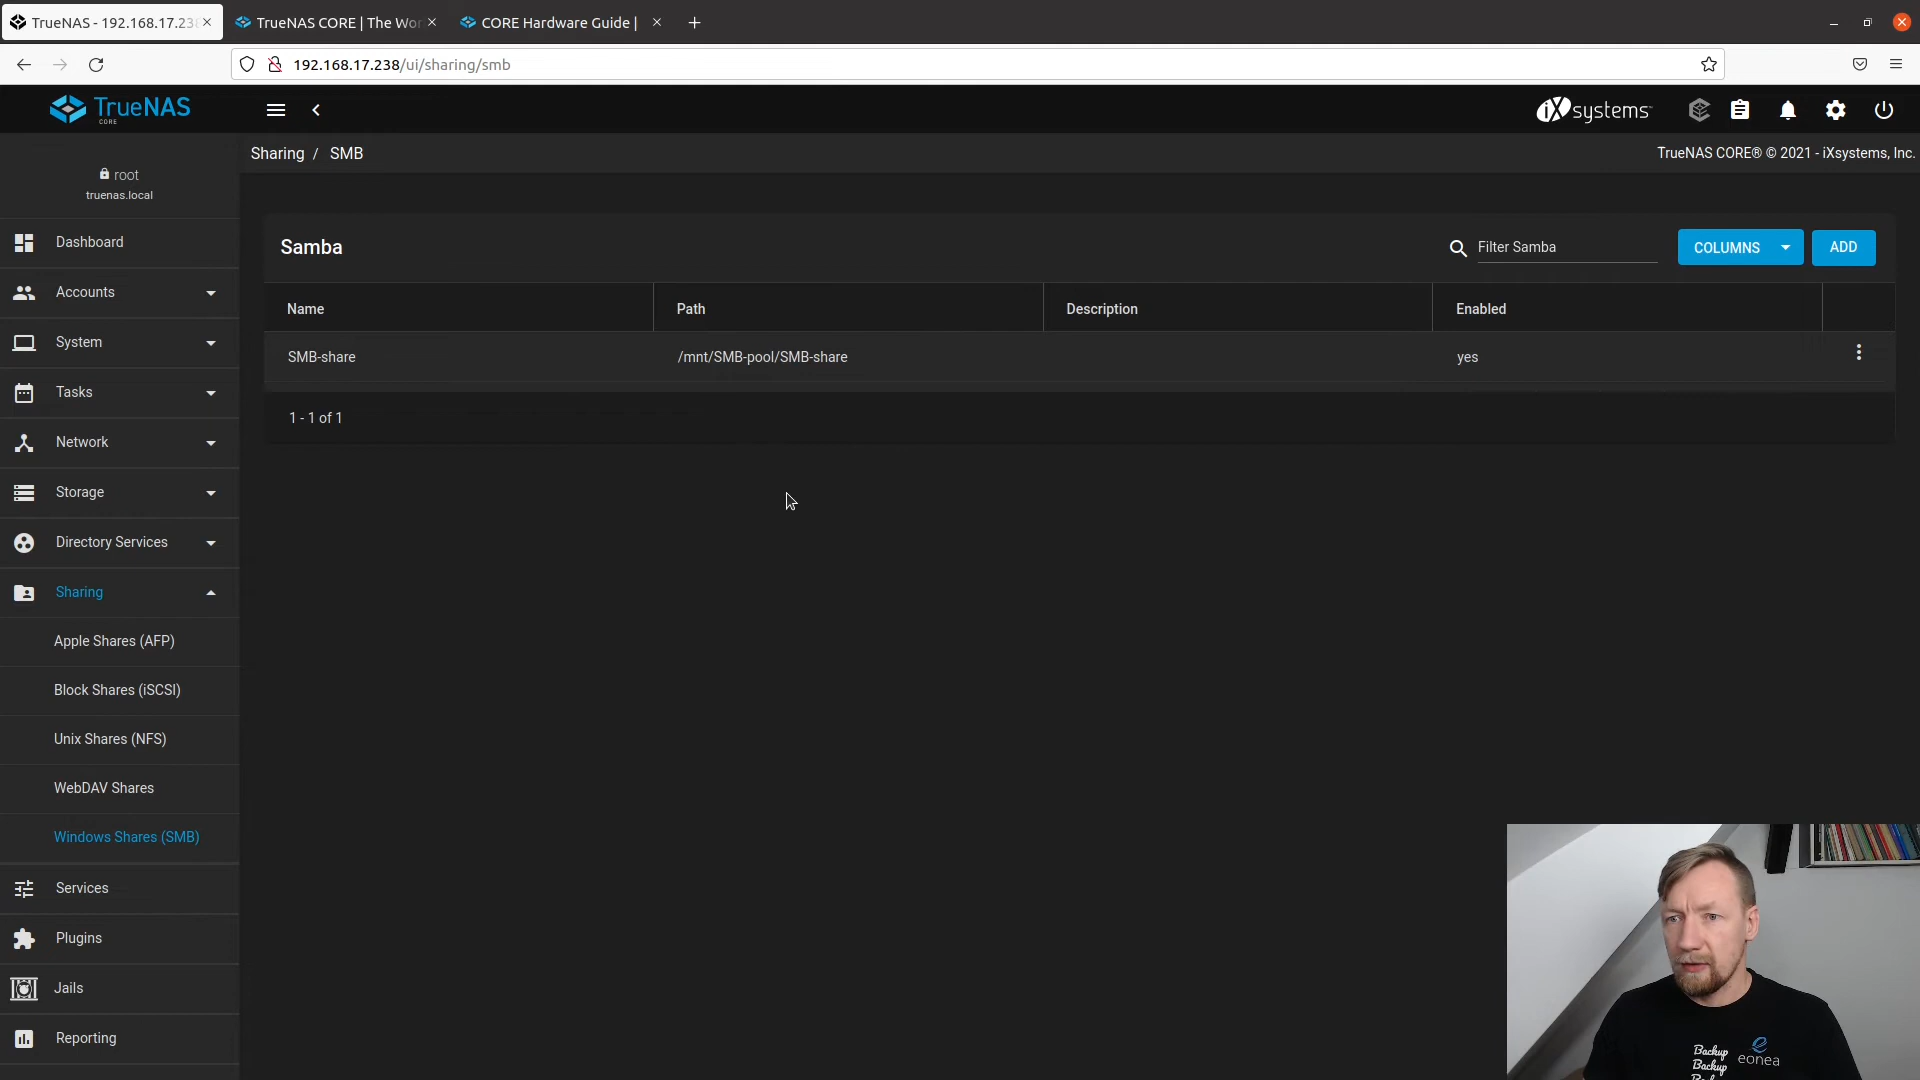 TrueNAS - 192.168.17.23
TrueNAS CORE | The Wor
CORE Hardware Guide |
192.168.17.238/ui/sharing/smb
TrueNAS
CORE
iXsystems
Sharing / SMB
TrueNAS CORE® © 2021 - iXsystems, Inc.
root
truenas.local
Dashboard
Accounts
System
Tasks
Network
Storage
Directory Services
Sharing
Apple Shares (AFP)
Block Shares (iSCSI)
Unix Shares (NFS)
WebDAV Shares
Windows Shares (SMB)
Services
Plugins
Jails
Reporting
Samba
Filter Samba
COLUMNS
ADD
Name Path Description Enabled
SMB-share /mnt/SMB-pool/SMB-share yes
1 - 1 of 1
Backup
Backup
eonea